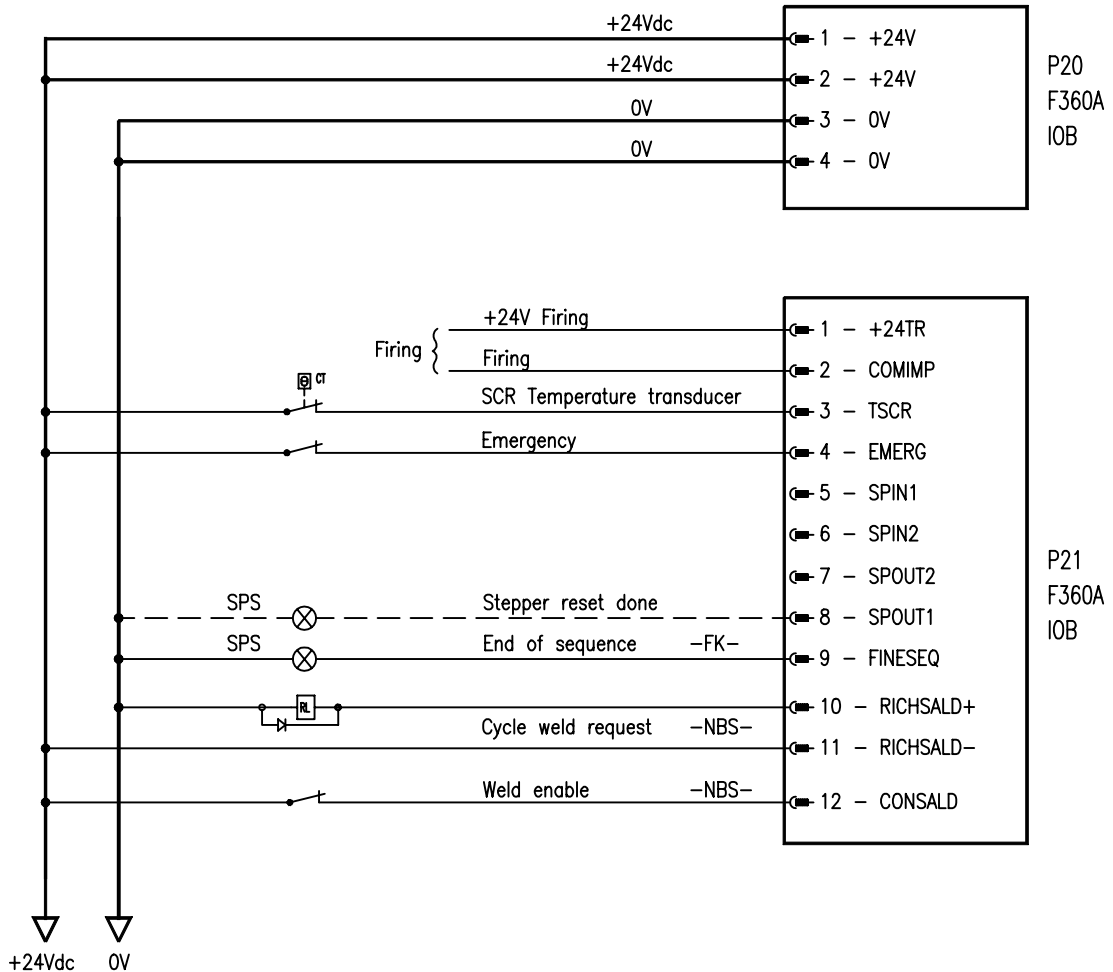 +24Vdc
1 – +24V
+24Vdc
2 – +24V
0V
3 – 0V
0V
4 – 0V
P20
F360A
IOB
+24V Firing
1 – +24TR
Firing
Firing
2 – COMIMP
CT
SCR Temperature transducer
3 – TSCR
Emergency
4 – EMERG
5 – SPIN1
6 – SPIN2
7 – SPOUT2
SPS Stepper reset done
8 – SPOUT1
SPS End of sequence –FK–
9 – FINESEQ
P21
F360A
IOB
RL
10 – RICHSALD+
Cycle weld request –NBS–
11 – RICHSALD–
Weld enable –NBS–
12 – CONSALD
+24Vdc 0V